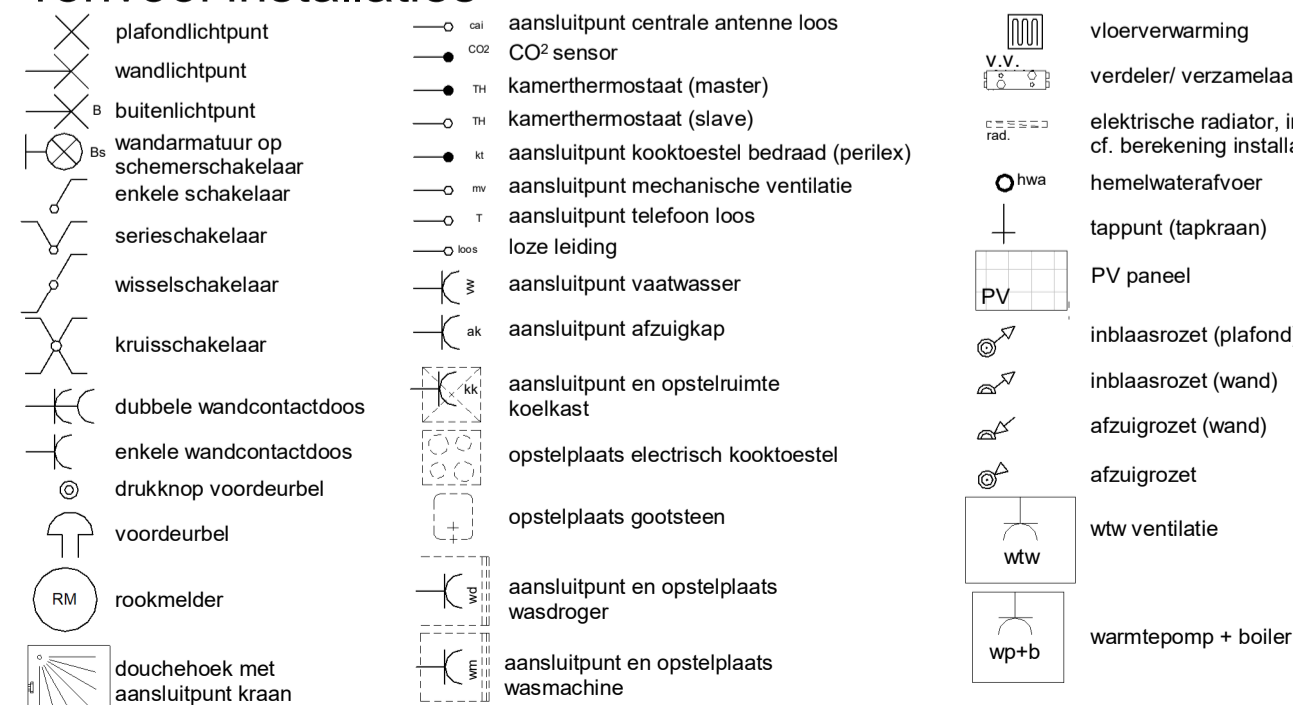 plafondlichtpunt
wandlichtpunt
B buitenlichtpunt
Bs wandarmatuur op
schemerschakelaar
enkele schakelaar
serieschakelaar
wisselschakelaar
kruisschakelaar
dubbele wandcontactdoos
enkele wandcontactdoos
drukknop voordeurbel
voordeurbel
RM rookmelder
douchehoek met
aansluitpunt kraan
cai aansluitpunt centrale antenne loos
CO2 CO² sensor
TH kamerthermostaat (master)
TH kamerthermostaat (slave)
kt aansluitpunt kooktoestel bedraad (perilex)
mv aansluitpunt mechanische ventilatie
T aansluitpunt telefoon loos
loos loze leiding
vw aansluitpunt vaatwasser
ak aansluitpunt afzuigkap
kk aansluitpunt en opstelruimte
koelkast
opstelplaats electrisch kooktoestel
opstelplaats gootsteen
wd aansluitpunt en opstelplaats
wasdroger
wm aansluitpunt en opstelplaats
wasmachine
vloerverwarming
v.v.
verdeler/ verzamelaa
rad. elektrische radiator, i
cf. berekening install
hwa hemelwaterafvoer
tappunt (tapkraan)
PV PV paneel
inblaasrozet (plafond
inblaasrozet (wand)
afzuigrozet (wand)
afzuigrozet
wtw wtw ventilatie
wp+b warmtepomp + boiler